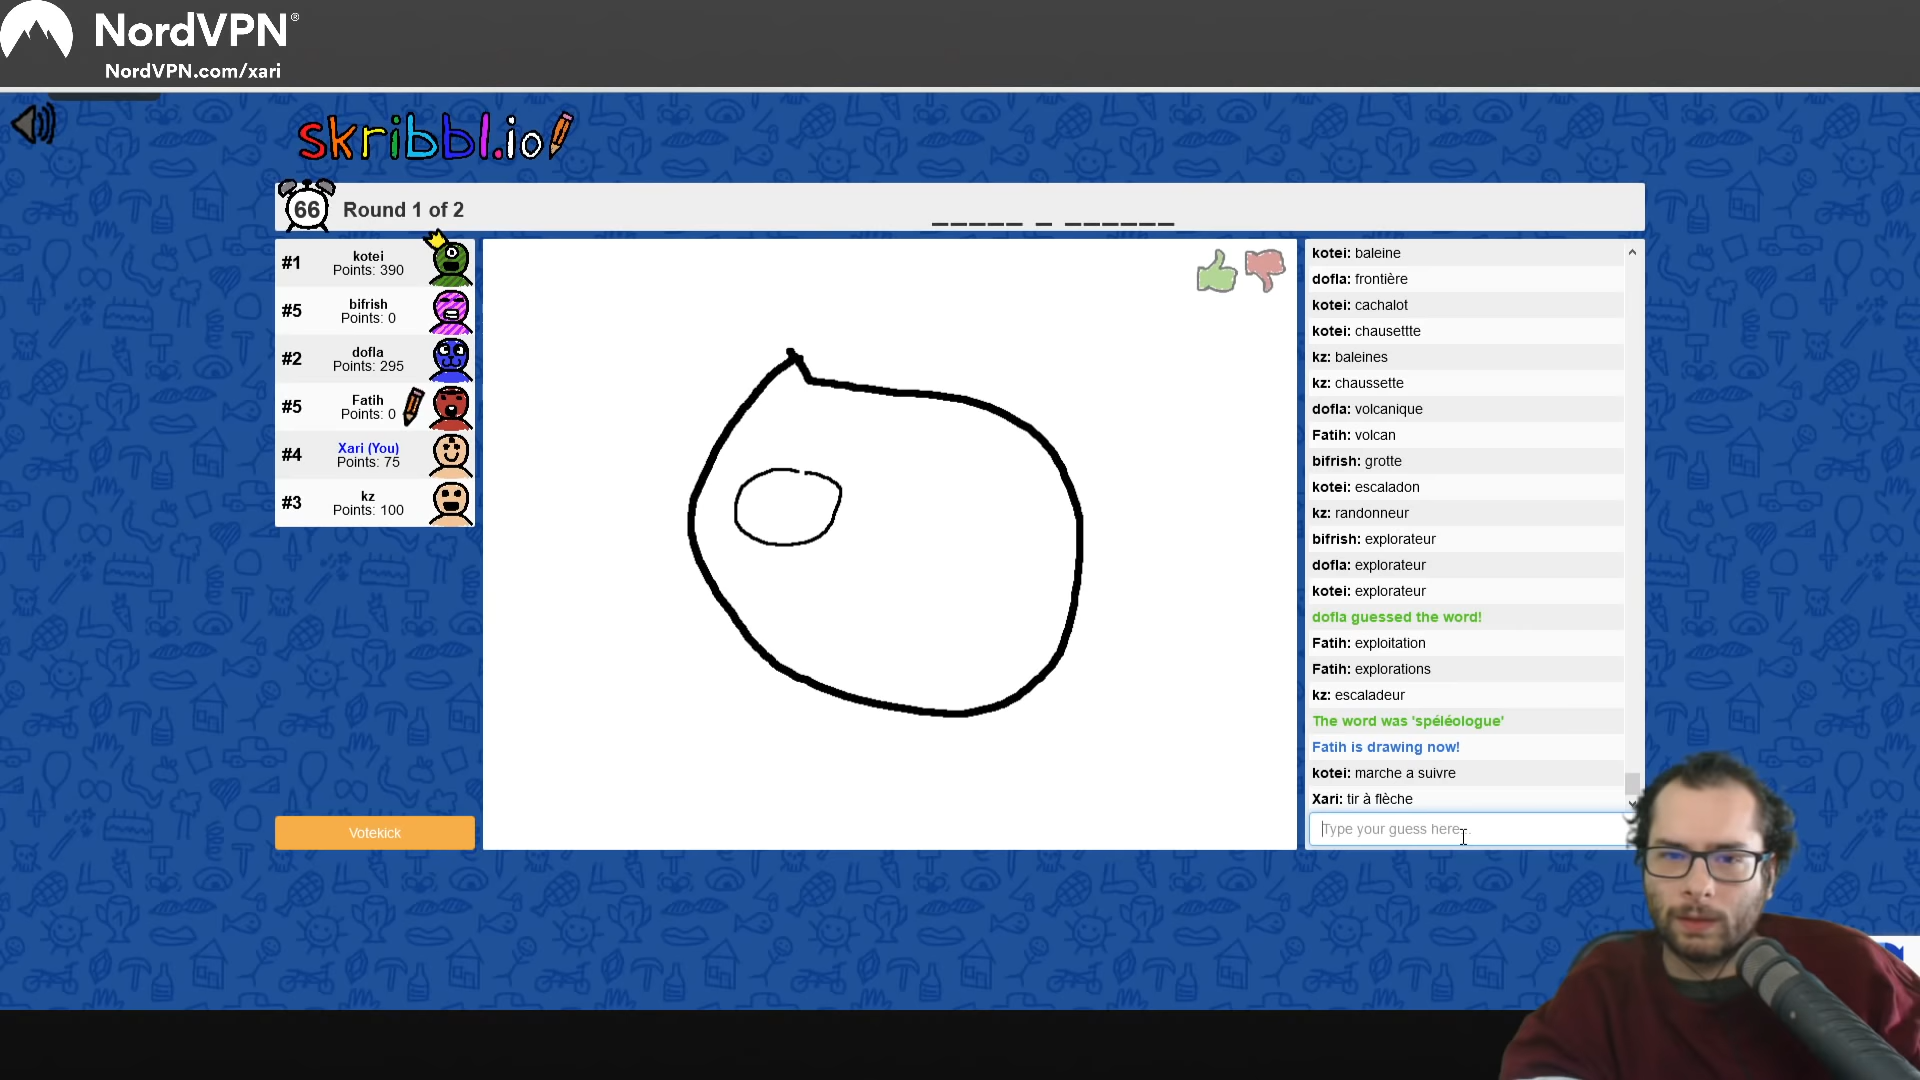 NordVPN®
NordVPN.com/xari
skribbl.io
66
Round 1 of 2
_____ _ ______
#1 kotei
Points: 390
#5 bifrish
Points: 0
#2 dofla
Points: 295
#5 Fatih
Points: 0
#4 Xari (You)
Points: 75
#3 kz
Points: 100
Votekick
kotei: baleine
dofla: frontière
kotei: cachalot
kotei: chausettte
kz: baleines
kz: chaussette
dofla: volcanique
Fatih: volcan
bifrish: grotte
kotei: escaladon
kz: randonneur
bifrish: explorateur
dofla: explorateur
kotei: explorateur
dofla guessed the word!
Fatih: exploitation
Fatih: explorations
kz: escaladeur
The word was 'spéléologue'
Fatih is drawing now!
kotei: marche a suivre
Xari: tir à flèche
Type your guess here...